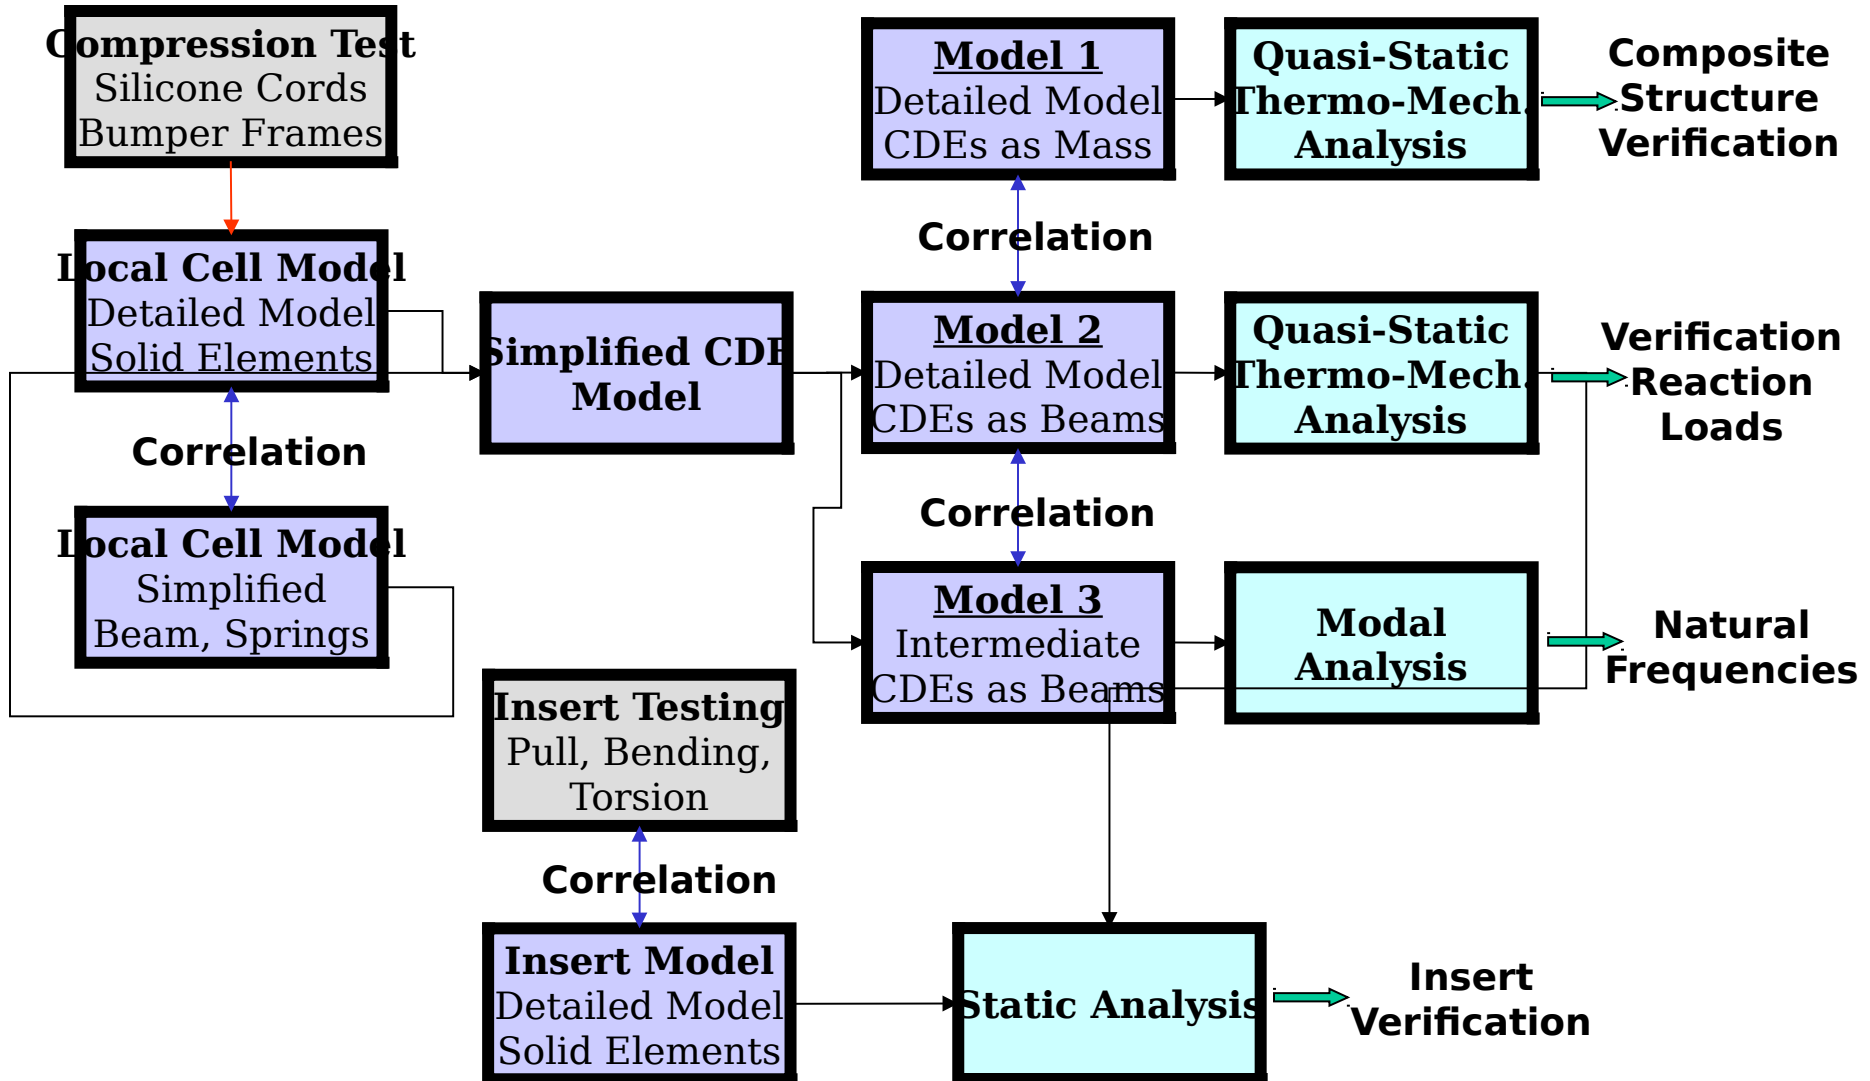 Compression Test
Silicone Cords
Bumper Frames
Local Cell Model
Detailed Model
Solid Elements
Correlation
Local Cell Model
Simplified
Beam, Springs
Simplified CDE
Model
Insert Testing
Pull, Bending,
Torsion
Correlation
Insert Model
Detailed Model
Solid Elements
Model 1
Detailed Model
CDEs as Mass
Correlation
Model 2
Detailed Model
CDEs as Beams
Correlation
Model 3
Intermediate
CDEs as Beams
Quasi-Static
Thermo-Mech.
Analysis
Quasi-Static
Thermo-Mech.
Analysis
Modal
Analysis
Static Analysis
Composite
Structure
Verification
Verification
Reaction
Loads
Natural
Frequencies
Insert
Verification